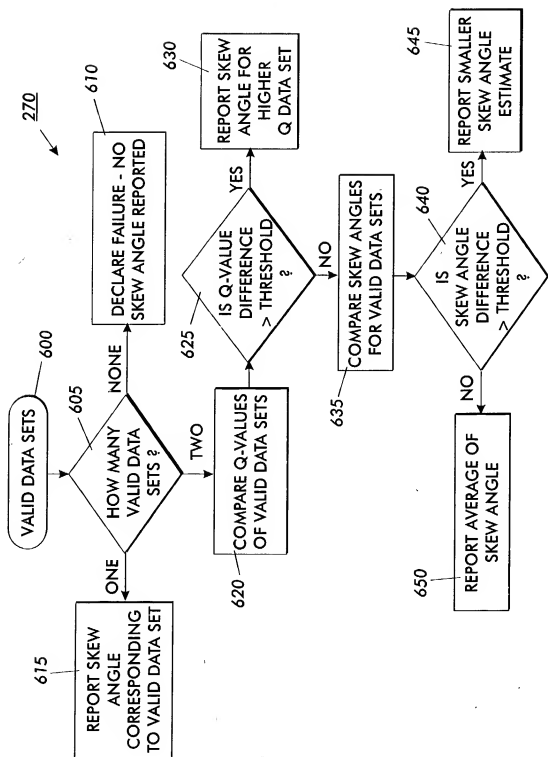 270
600
VALID DATA SETS
605
HOW MANY
VALID DATA
SETS ?
NONE
610
DECLARE FAILURE - NO
SKEW ANGLE REPORTED
ONE
615
REPORT SKEW
ANGLE
CORRESPONDING
TO VALID DATA SET
TWO
620
COMPARE Q-VALUES
OF VALID DATA SETS
625
IS Q-VALUE
DIFFERENCE
> THRESHOLD
?
YES
630
REPORT SKEW
ANGLE FOR
HIGHER
Q DATA SET
NO
635
COMPARE SKEW ANGLES
FOR VALID DATA SETS
640
IS
SKEW ANGLE
DIFFERENCE
> THRESHOLD
?
YES
645
REPORT SMALLER
SKEW ANGLE
ESTIMATE
NO
650
REPORT AVERAGE OF
SKEW ANGLE